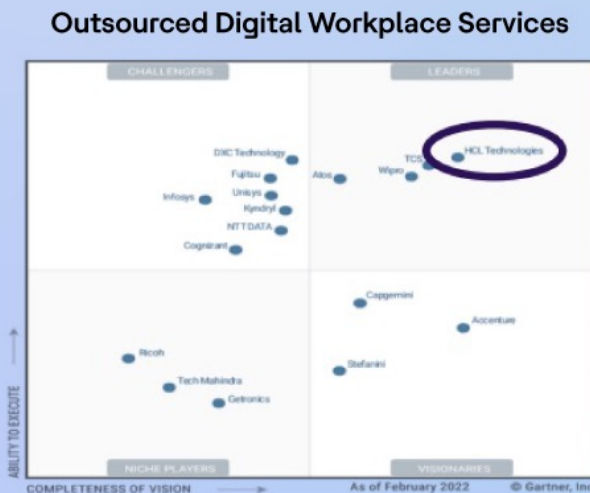 Outsourced Digital Workplace Services
CHALLENGERS
LEADERS
DXC Technology
HCL Technologies
TCS
Fujitsu
Atos
Wipro
Unisys
Infosys
Kyndryl
NTT DATA
Cognizant
Capgemini
Accenture
Ricoh
Stefanini
Tech Mahindra
Getronics
ABILITY TO EXECUTE
NICHE PLAYERS
VISIONARIES
COMPLETENESS OF VISION
As of February 2022
© Gartner, Inc